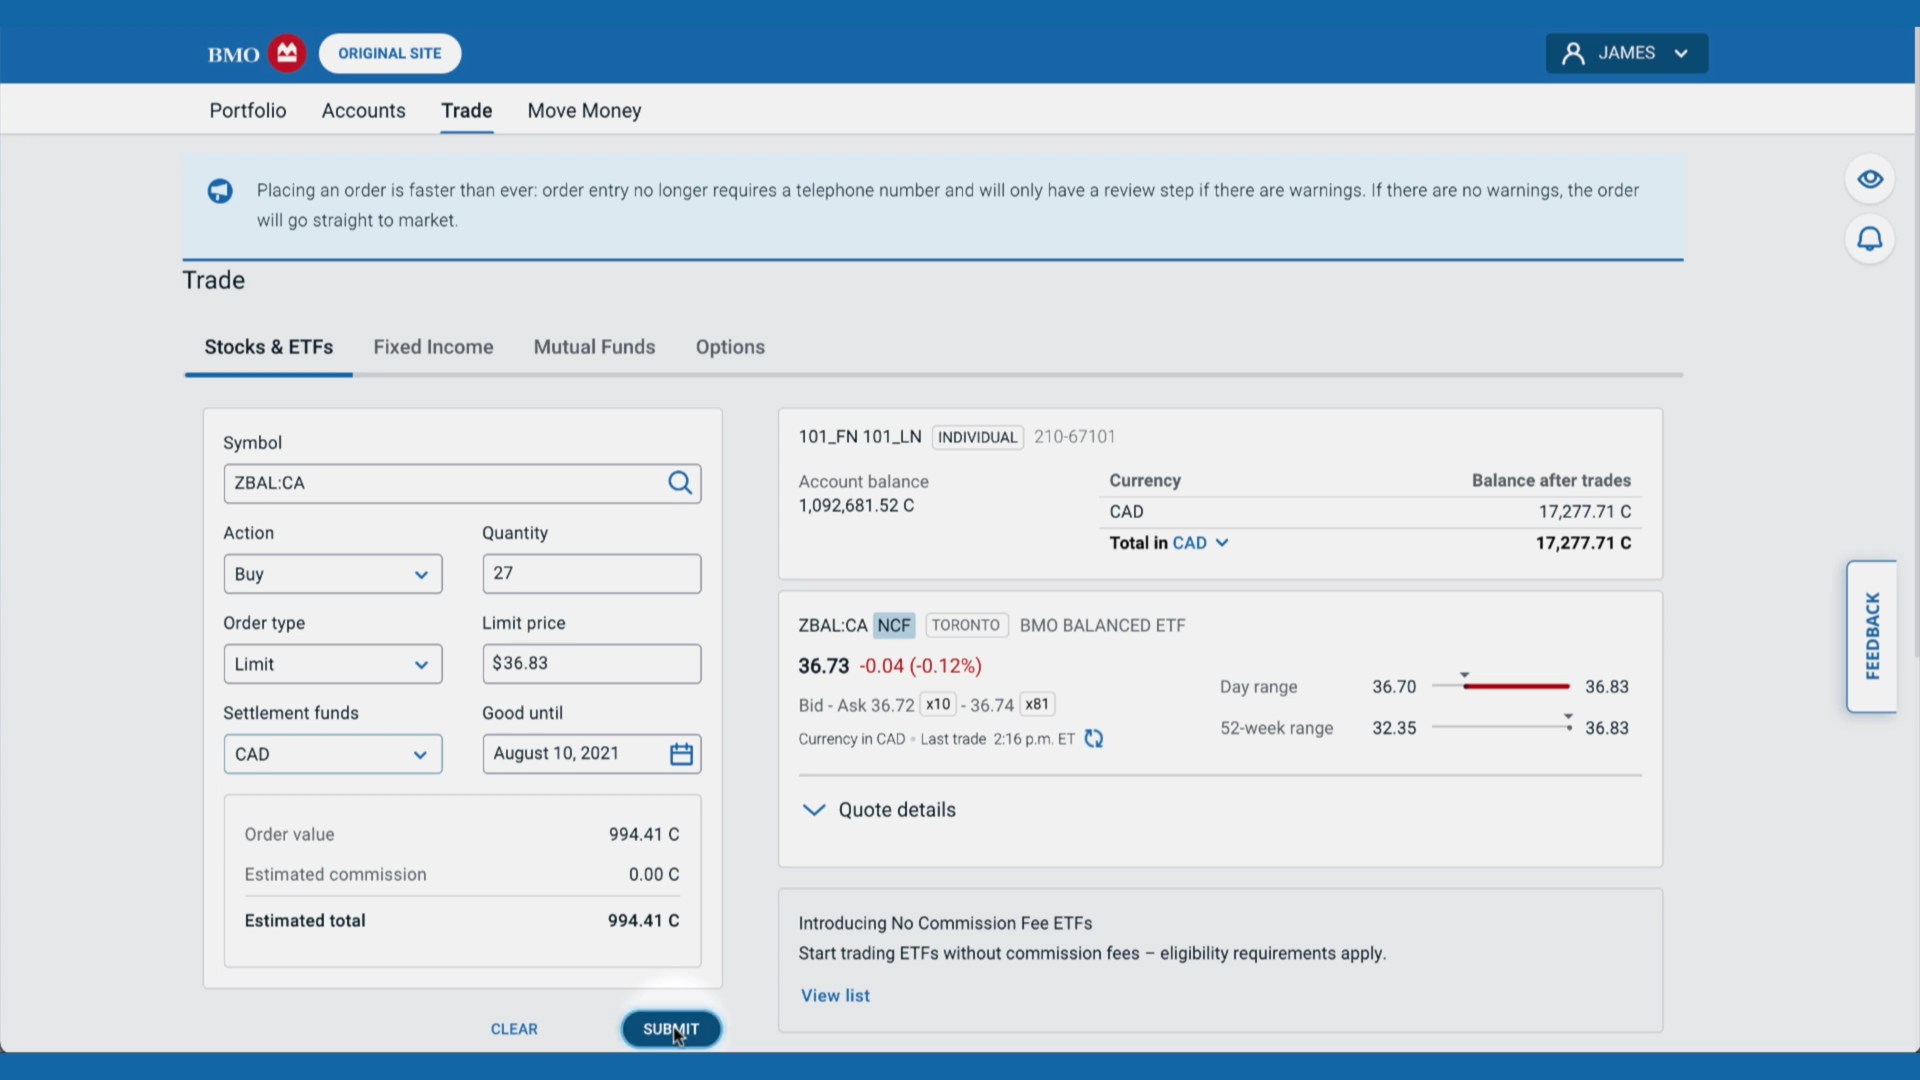 BMO ORIGINAL SITE JAMES
Portfolio Accounts Trade Move Money
Placing an order is faster than ever: order entry no longer requires a telephone number and will only have a review step if there are warnings. If there are no warnings, the order
will go straight to market.
Trade
Stocks & ETFs Fixed Income Mutual Funds Options
Symbol
ZBAL:CA
Action Quantity
Buy 27
Order type Limit price
Limit $36.83
Settlement funds Good until
CAD August 10, 2021
Order value 994.41 C
Estimated commission 0.00 C
Estimated total 994.41 C
CLEAR SUBMIT
101_FN 101_LN INDIVIDUAL 210-67101
Account balance
1,092,681.52 C
Currency Balance after trades
CAD 17,277.71 C
Total in CAD 17,277.71 C
ZBAL:CA NCF TORONTO BMO BALANCED ETF
36.73 -0.04 (-0.12%)
Bid - Ask 36.72 x10 - 36.74 x81
Currency in CAD • Last trade 2:16 p.m. ET
Day range 36.70 36.83
52-week range 32.35 36.83
Quote details
Introducing No Commission Fee ETFs
Start trading ETFs without commission fees – eligibility requirements apply.
View list
FEEDBACK